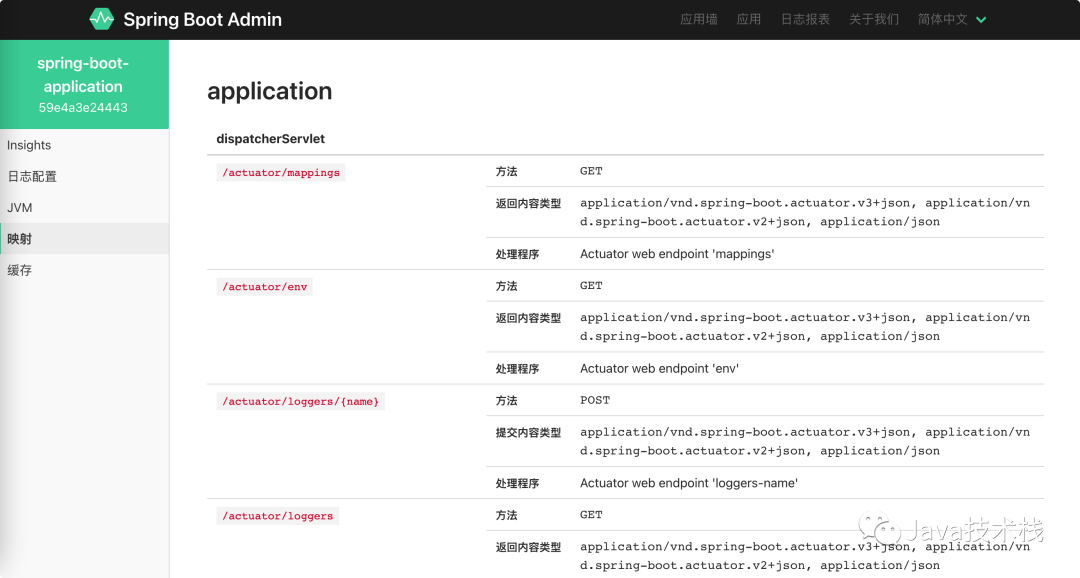 Spring Boot Admin
应用墙 应用 日志报表 关于我们 简体中文
spring-boot-
application
59e4a3e24443
Insights
日志配置
JVM
映射
缓存
application
dispatcherServlet
/actuator/mappings
方法 GET
返回内容类型 application/vnd.spring-boot.actuator.v3+json, application/vn
d.spring-boot.actuator.v2+json, application/json
处理程序 Actuator web endpoint 'mappings'
/actuator/env
方法 GET
返回内容类型 application/vnd.spring-boot.actuator.v3+json, application/vn
d.spring-boot.actuator.v2+json, application/json
处理程序 Actuator web endpoint 'env'
/actuator/loggers/{name}
方法 POST
提交内容类型 application/vnd.spring-boot.actuator.v3+json, application/vn
d.spring-boot.actuator.v2+json, application/json
处理程序 Actuator web endpoint 'loggers-name'
/actuator/loggers
方法 GET
返回内容类型 application/vnd.spring-boot.actuator.v3+json, application/vn
d.spring-boot.actuator.v2+json, application/json
Java技术栈